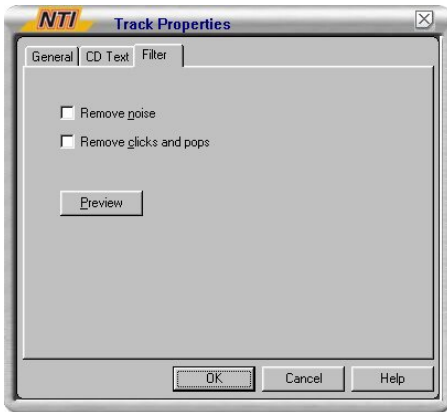 NTI Track Properties
General CD Text Filter
Remove noise
Remove clicks and pops
Preview
OK Cancel Help